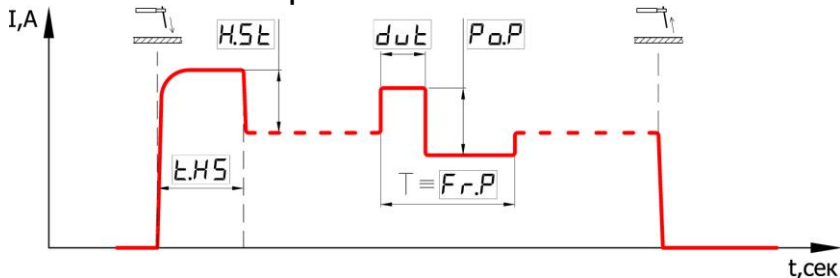 I,A
H.St
dut
Po.P
t.HS
T ≡ Fr.P
t,сек